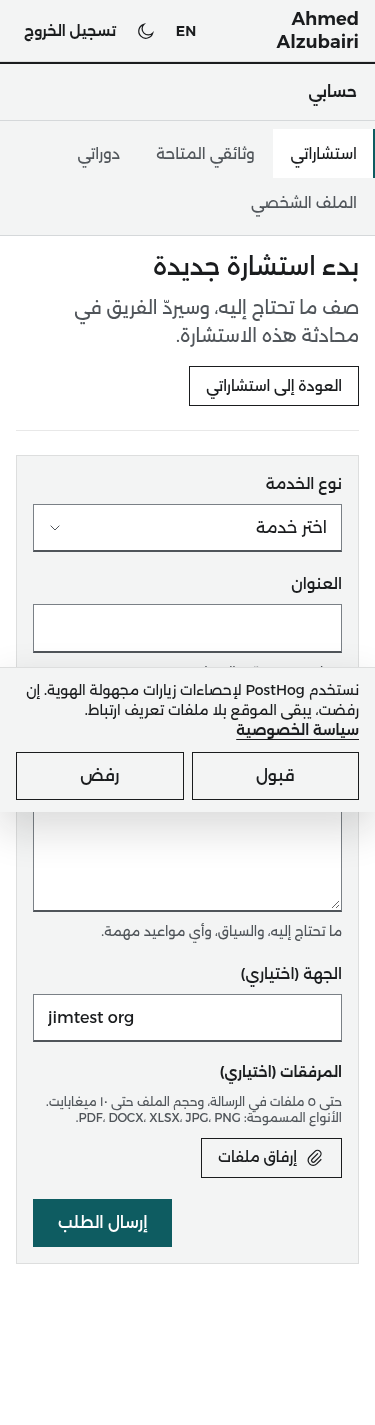 Ahmed
Alzubairi
EN
تسجيل الخروج
حسابي
استشاراتي
وثائقي المتاحة
دوراتي
الملف الشخصي
بدء استشارة جديدة
صف ما تحتاج إليه، وسيردّ الفريق في
محادثة هذه الاستشارة.
العودة إلى استشاراتي
نوع الخدمة
اختر خدمة
العنوان
نستخدم PostHog لإحصاءات زيارات مجهولة الهوية. إن
رفضت، يبقى الموقع بلا ملفات تعريف ارتباط.
سياسة الخصوصية
قبول
رفض
ما تحتاج إليه، والسياق، وأي مواعيد مهمة.
الجهة (اختياري)
jimtest org
المرفقات (اختياري)
حتى ٥ ملفات في الرسالة، وحجم الملف حتى ١٠ ميغابايت.
الأنواع المسموحة: PDF، DOCX، XLSX، JPG، PNG.
إرفاق ملفات
إرسال الطلب